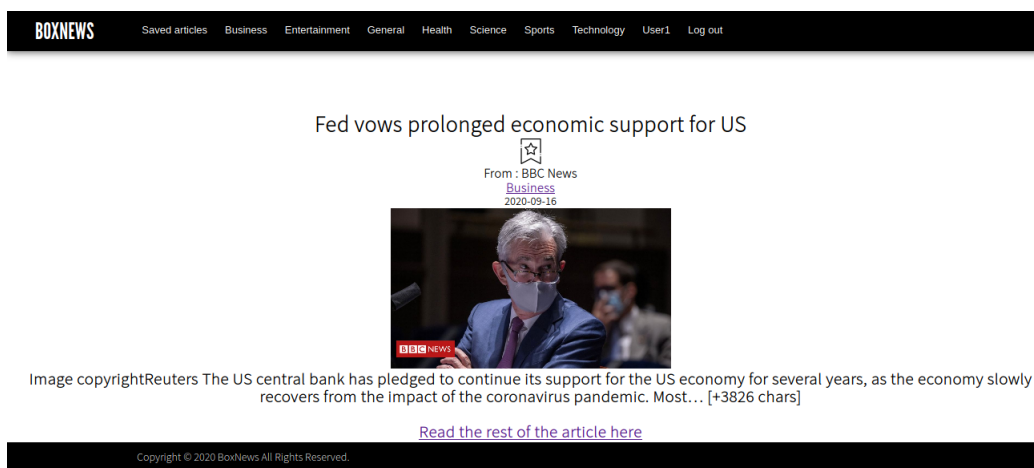 BOXNEWS Saved articles Business Entertainment General Health Science Sports Technology User1 Log out
Fed vows prolonged economic support for US
From : BBC News
Business
2020-09-16
BBC NEWS
Image copyrightReuters The US central bank has pledged to continue its support for the US economy for several years, as the economy slowly
recovers from the impact of the coronavirus pandemic. Most… [+3826 chars]
Read the rest of the article here
Copyright © 2020 BoxNews All Rights Reserved.